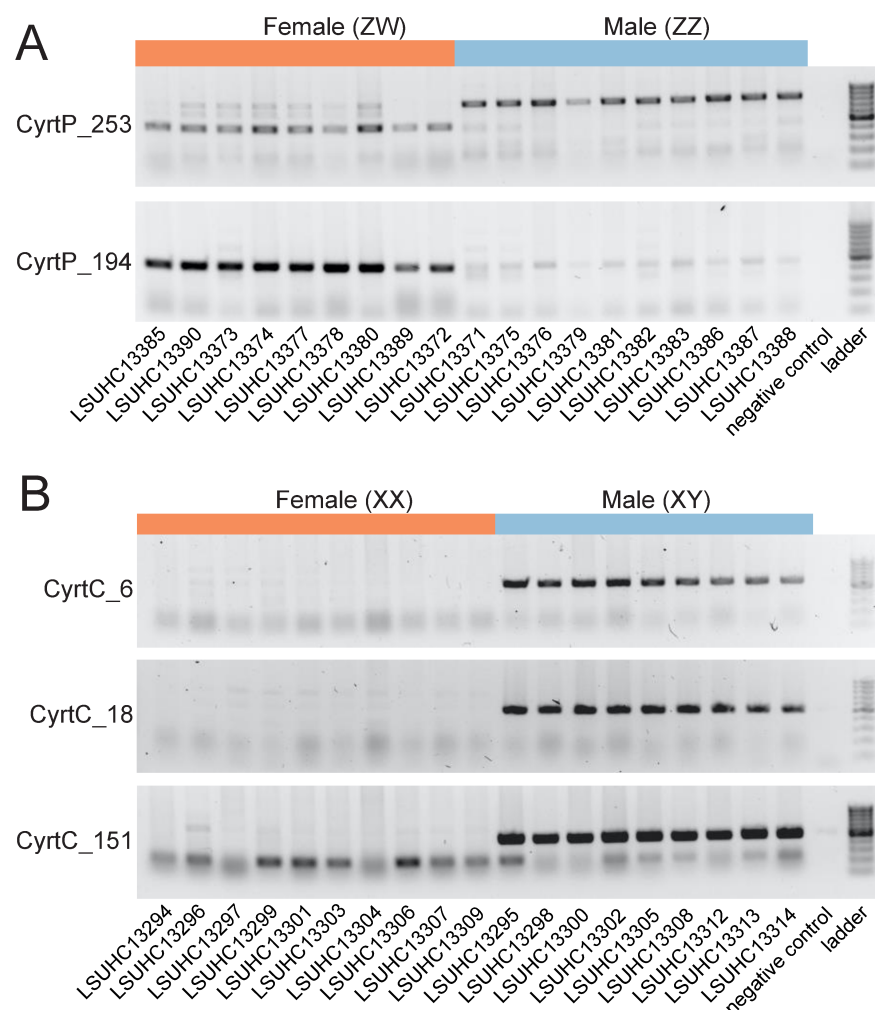 A
Female (ZW) Male (ZZ)
CyrtP_253
CyrtP_194
LSUHC13385 LSUHC13390 LSUHC13373 LSUHC13374 LSUHC13377 LSUHC13378 LSUHC13380 LSUHC13389 LSUHC13372 LSUHC13371 LSUHC13375 LSUHC13376 LSUHC13379 LSUHC13381 LSUHC13382 LSUHC13383 LSUHC13386 LSUHC13387 LSUHC13388 negative control ladder
B
Female (XX) Male (XY)
CyrtC_6
CyrtC_18
CyrtC_151
LSUHC13294 LSUHC13296 LSUHC13297 LSUHC13299 LSUHC13301 LSUHC13303 LSUHC13304 LSUHC13306 LSUHC13307 LSUHC13309 LSUHC13295 LSUHC13298 LSUHC13300 LSUHC13302 LSUHC13305 LSUHC13308 LSUHC13312 LSUHC13313 LSUHC13314 negative control ladder